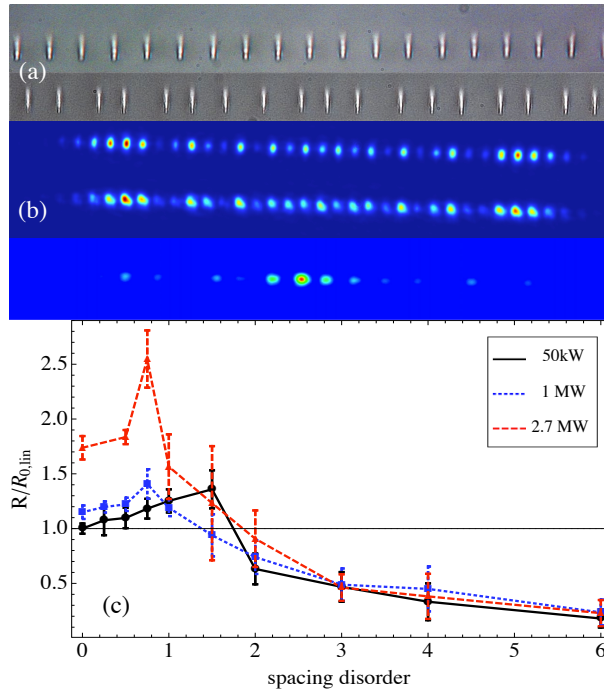 (a)
(b)
2.5
2.0
1.5
1.0
0.5
R/R0,lin
50kW
1 MW
2.7 MW
(c)
0 1 2 3 4 5 6
spacing disorder